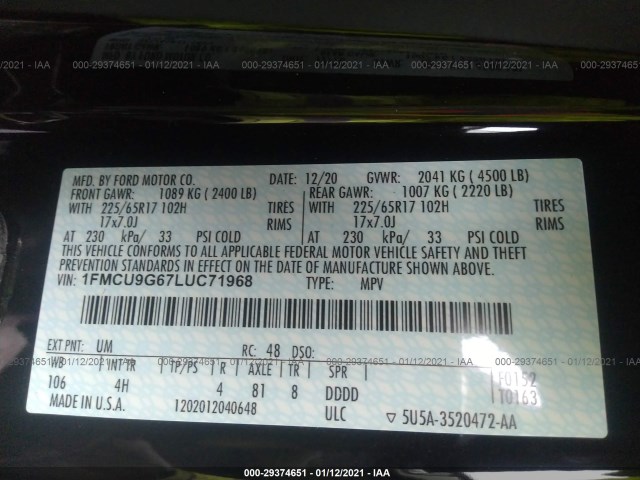 000-29374651 - 01/12/2021 - IAA 000-29374651 - 01/12/2021 - IAA 000-29374651 - 01/12/2021 - IAA
MFD. BY FORD MOTOR CO. DATE: 12/20 GVWR: 2041 KG ( 4500 LB)
FRONT GAWR: 1089 KG ( 2400 LB) REAR GAWR: 1007 KG ( 2220 LB)
WITH 225/65R17 102H TIRES WITH 225/65R17 102H TIRES
17x7.0J RIMS 17x7.0J RIMS
AT 230 kPa/ 33 PSI COLD AT 230 kPa/ 33 PSI COLD
THIS VEHICLE CONFORMS TO ALL APPLICABLE FEDERAL MOTOR VEHICLE SAFETY AND THEFT
PREVENTION STANDARDS IN EFFECT ON THE DATE OF MANUFACTURE SHOWN ABOVE.
VIN: 1FMCU9G67LUC71968 TYPE: MPV
EXT PNT: UM RC: 48 DSO:
WB INT TR TP/PS R AXLE TR SPR
106 4H 4 81 8 DDDD
F0152
T0163
MADE IN U.S.A. 1202012040648 ULC 5U5A-3520472-AA
000-29374651 - 01/12/2021 - IAA 000-29374651 - 01/12/2021 - IAA 000-29374651 - 01/12/2021 - IAA
000-29374651 - 01/12/2021 - IAA